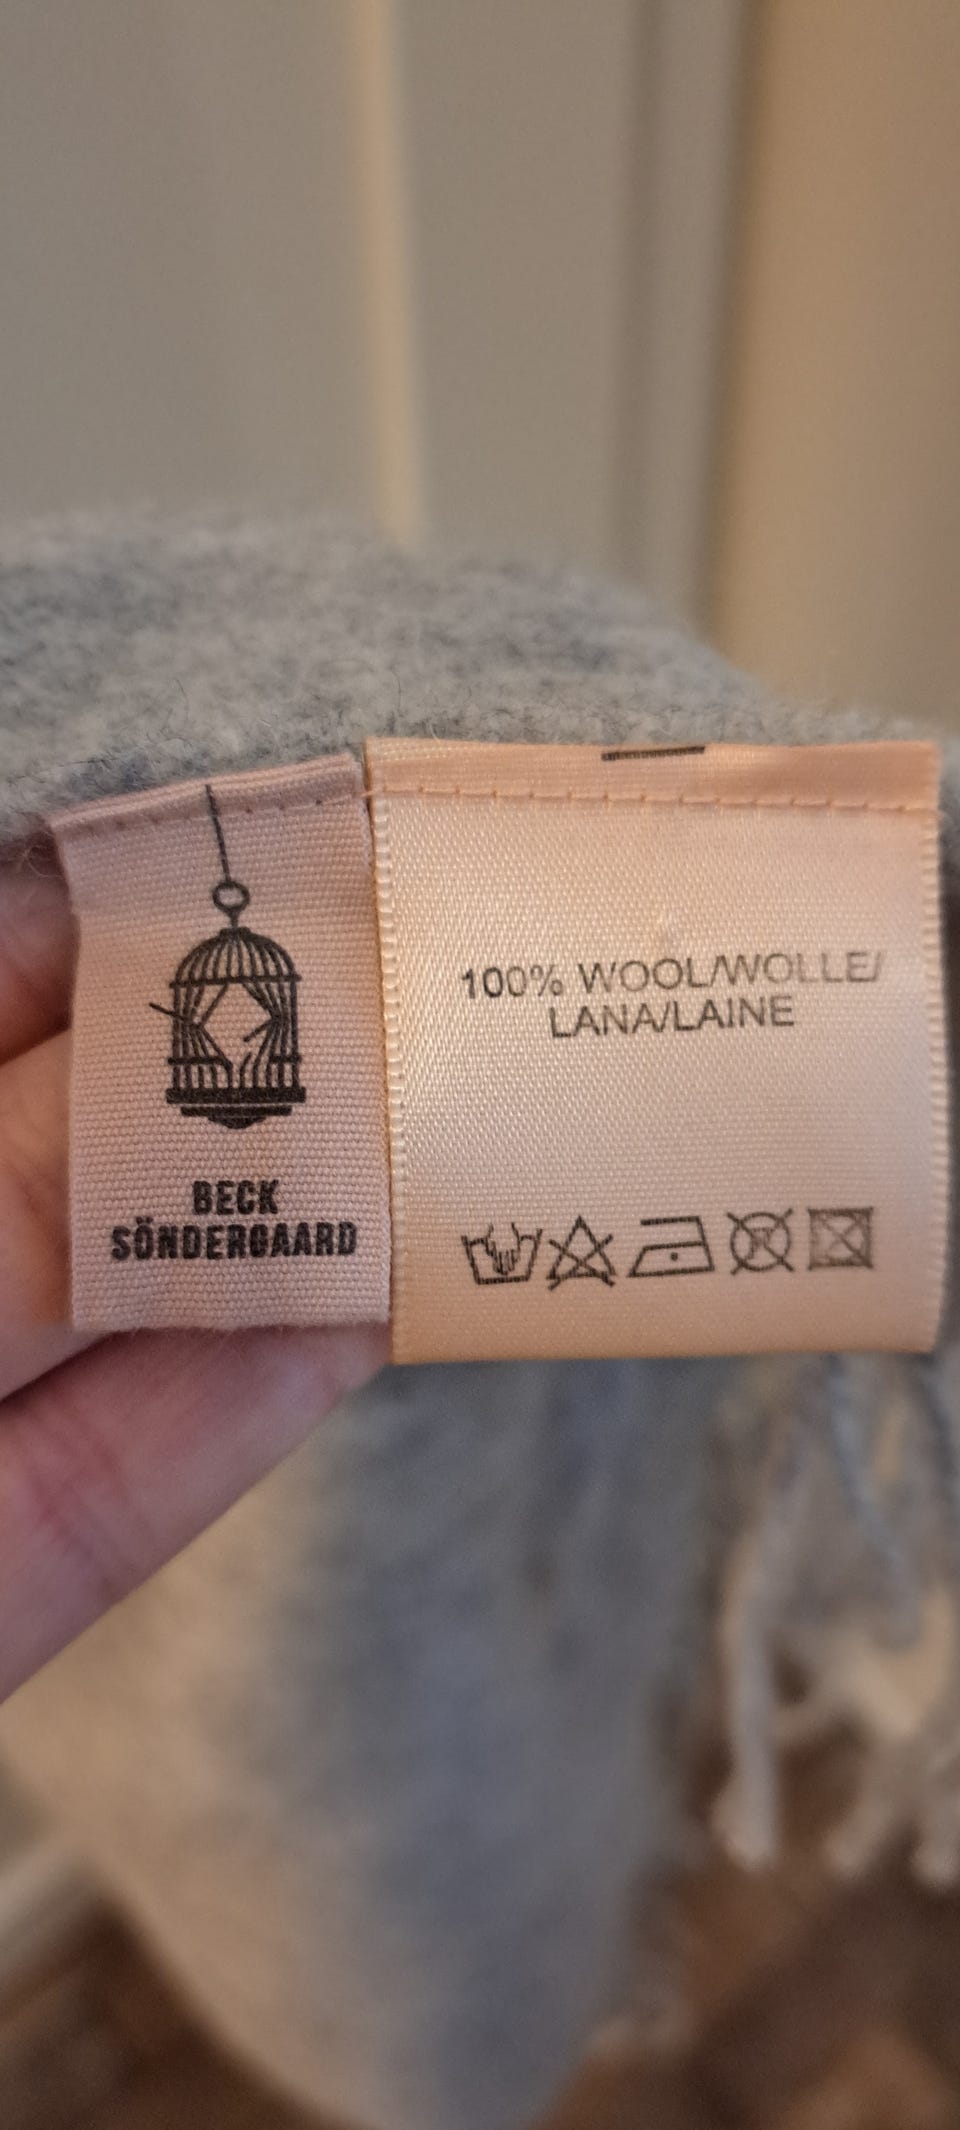 BECK
SÖNDERGAARD
100% WOOL/WOLLE/
LANA/LAINE